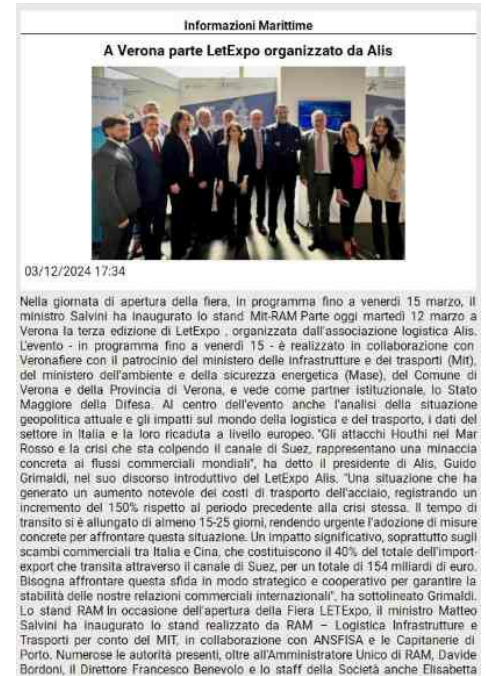 Informazioni Marittime
A Verona parte LetExpo organizzato da Alis
03/12/2024 17:34
Nella giornata di apertura della fiera, in programma fino a venerdì 15 marzo, il
ministro Salvini ha inaugurato lo stand Mit-RAM Parte oggi martedì 12 marzo a
Verona la terza edizione di LetExpo , organizzata dall'associazione logistica Alis.
L'evento - in programma fino a venerdì 15 - è realizzato in collaborazione con
Veronafiere con il patrocinio del ministero delle infrastrutture e dei trasporti (Mit),
del ministero dell'ambiente e della sicurezza energetica (Mase), del Comune di
Verona e della Provincia di Verona, e vede come partner istituzionale, lo Stato
Maggiore della Difesa. Al centro dell'evento anche l'analisi della situazione
geopolitica attuale e gli impatti sul mondo della logistica e del trasporto, i dati del
settore in Italia e la loro ricaduta a livello europeo. "Gli attacchi Houthi nel Mar
Rosso e la crisi che sta colpendo il canale di Suez, rappresentano una minaccia
concreta ai flussi commerciali mondiali", ha detto il presidente di Alis, Guido
Grimaldi, nel suo discorso introduttivo del LetExpo Alis. "Una situazione che ha
generato un aumento notevole dei costi di trasporto dell'acciaio, registrando un
incremento del 150% rispetto al periodo precedente alla crisi stessa. Il tempo di
transito si è allungato di almeno 15-25 giorni, rendendo urgente l'adozione di misure
concrete per affrontare questa situazione. Un impatto significativo, soprattutto sugli
scambi commerciali tra Italia e Cina, che costituiscono il 40% del totale dell'import-
export che transita attraverso il canale di Suez, per un totale di 154 miliardi di euro.
Bisogna affrontare questa sfida in modo strategico e cooperativo per garantire la
stabilità delle nostre relazioni commerciali internazionali", ha sottolineato Grimaldi.
Lo stand RAM In occasione dell'apertura della Fiera LETExpo, il ministro Matteo
Salvini ha inaugurato lo stand realizzato da RAM – Logistica Infrastrutture e
Trasporti per conto del MIT, in collaborazione con ANSFISA e le Capitanerie di
Porto. Numerose le autorità presenti, oltre all'Amministratore Unico di RAM, Davide
Bordoni, il Direttore Francesco Benevolo e lo staff della Società anche Elisabetta